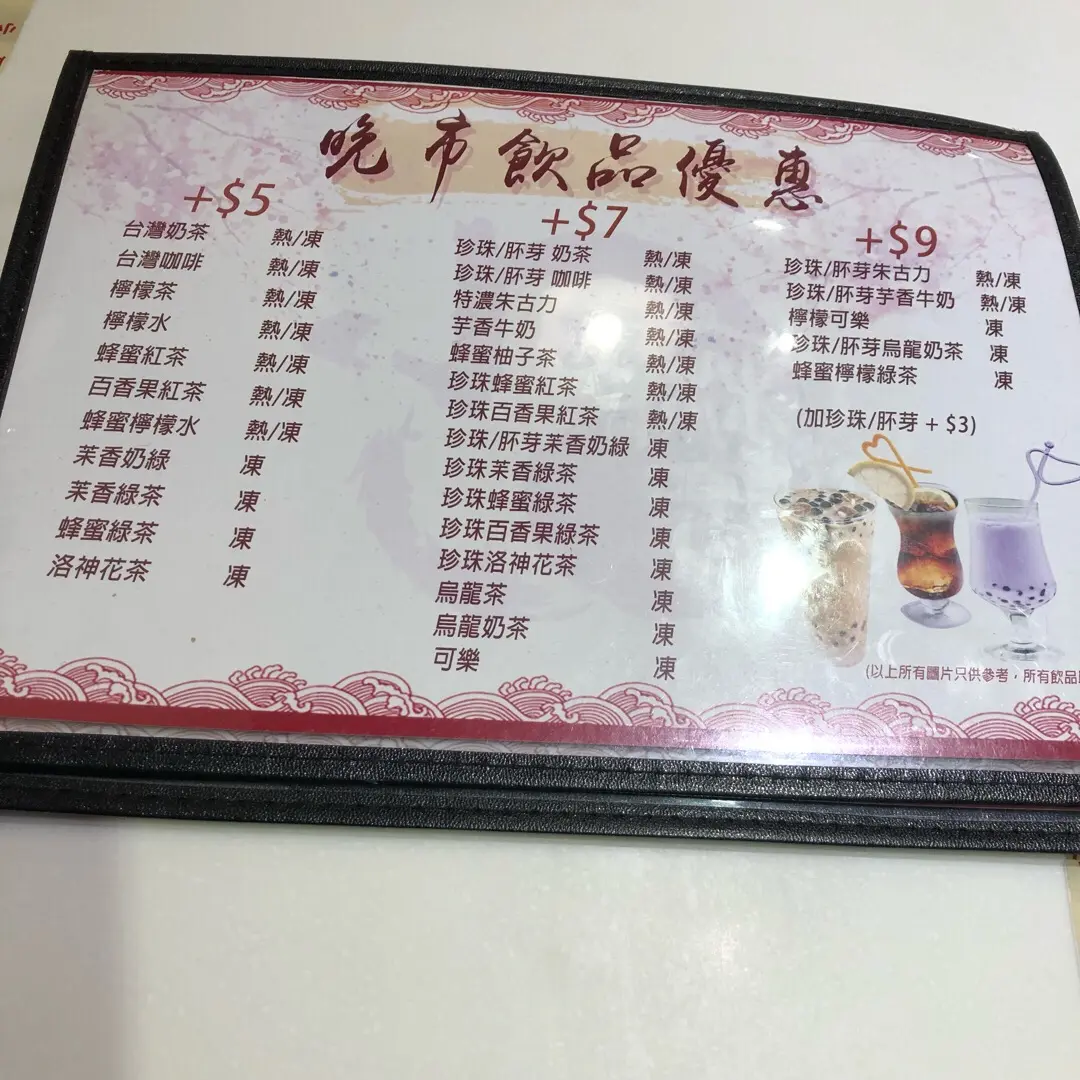 晚市飲品優惠
+$5
台灣奶茶 熱/凍
台灣咖啡 熱/凍
檸檬茶 熱/凍
檸檬水 熱/凍
蜂蜜紅茶 熱/凍
百香果紅茶 熱/凍
蜂蜜檸檬水 熱/凍
茉香奶綠 凍
茉香綠茶 凍
蜂蜜綠茶 凍
洛神花茶 凍
+$7
珍珠/胚芽 奶茶 熱/凍
珍珠/胚芽 咖啡 熱/凍
特濃朱古力 熱/凍
芋香牛奶 熱/凍
蜂蜜柚子茶 熱/凍
珍珠蜂蜜紅茶 熱/凍
珍珠百香果紅茶 熱/凍
珍珠/胚芽茉香奶綠 凍
珍珠茉香綠茶 凍
珍珠蜂蜜綠茶 凍
珍珠百香果綠茶 凍
珍珠洛神花茶 凍
烏龍茶 凍
烏龍奶茶 凍
可樂 凍
+$9
珍珠/胚芽朱古力 熱/凍
珍珠/胚芽芋香牛奶 熱/凍
檸檬可樂 凍
珍珠/胚芽烏龍奶茶 凍
蜂蜜檸檬綠茶 凍
(加珍珠/胚芽 + $3)
(以上所有圖片只供參考，所有飲品